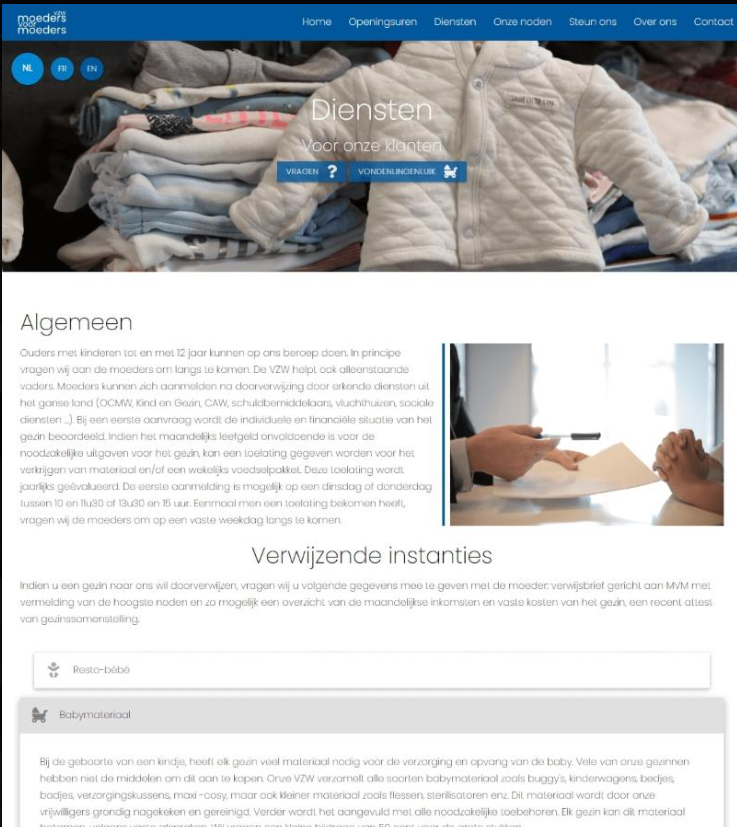 vzw
moeders
voor
moeders
Home Openingsuren Diensten Onze noden Steun ons Over ons Contact
NL FR EN
Diensten
Voor onze klanten
VRAGEN ? VONDELINGENLUIK
Algemeen
Ouders met kinderen tot en met 12 jaar kunnen op ons beroep doen. In principe
vragen wij aan de moeders om langs te komen. De VZW helpt ook alleenstaande
vaders. Moeders kunnen zich aanmelden na doorverwijzing door erkende diensten uit
het ganse land (OCMW, Kind en Gezin, CAW, schuldbemiddelaars, vluchthuizen, sociale
diensten ...). Bij een eerste aanvraag wordt de individuele en financiële situatie van het
gezin beoordeeld. Indien het maandelijks leefgeld onvoldoende is voor de
noodzakelijke uitgaven voor het gezin, kan een toelating gegeven worden voor het
verkrijgen van materiaal en/of een wekelijks voedselpakket. Deze toelating wordt
jaarlijks geëvalueerd. De eerste aanmelding is mogelijk op een dinsdag of donderdag
tussen 10 en 11u30 of 13u30 en 15 uur. Eenmaal men een toelating bekomen heeft,
vragen wij de moeders om op een vaste weekdag langs te komen.
Verwijzende instanties
Indien u een gezin naar ons wil doorverwijzen, vragen wij u volgende gegevens mee te geven met de moeder: verwijsbrief gericht aan MVM met
vermelding van de hoogste noden en zo mogelijk een overzicht van de maandelijkse inkomsten en vaste kosten van het gezin, een recent attest
van gezinssamenstelling.
Resto-bébé
Babymateriaal
Bij de geboorte van een kindje, heeft elk gezin veel materiaal nodig voor de verzorging en opvang van de baby. Vele van onze gezinnen
hebben niet de middelen om dit aan te kopen. Onze VZW verzamelt alle soorten babymateriaal zoals buggy's, kinderwagens, bedjes,
badjes, verzorgingskussens, maxi -cosy, maar ook kleiner materiaal zoals flessen, sterilisatoren enz. Dit materiaal wordt door onze
vrijwilligers grondig nagekeken en gereinigd. Verder wordt het aangevuld met alle noodzakelijke toebehoren. Elk gezin kan dit materiaal